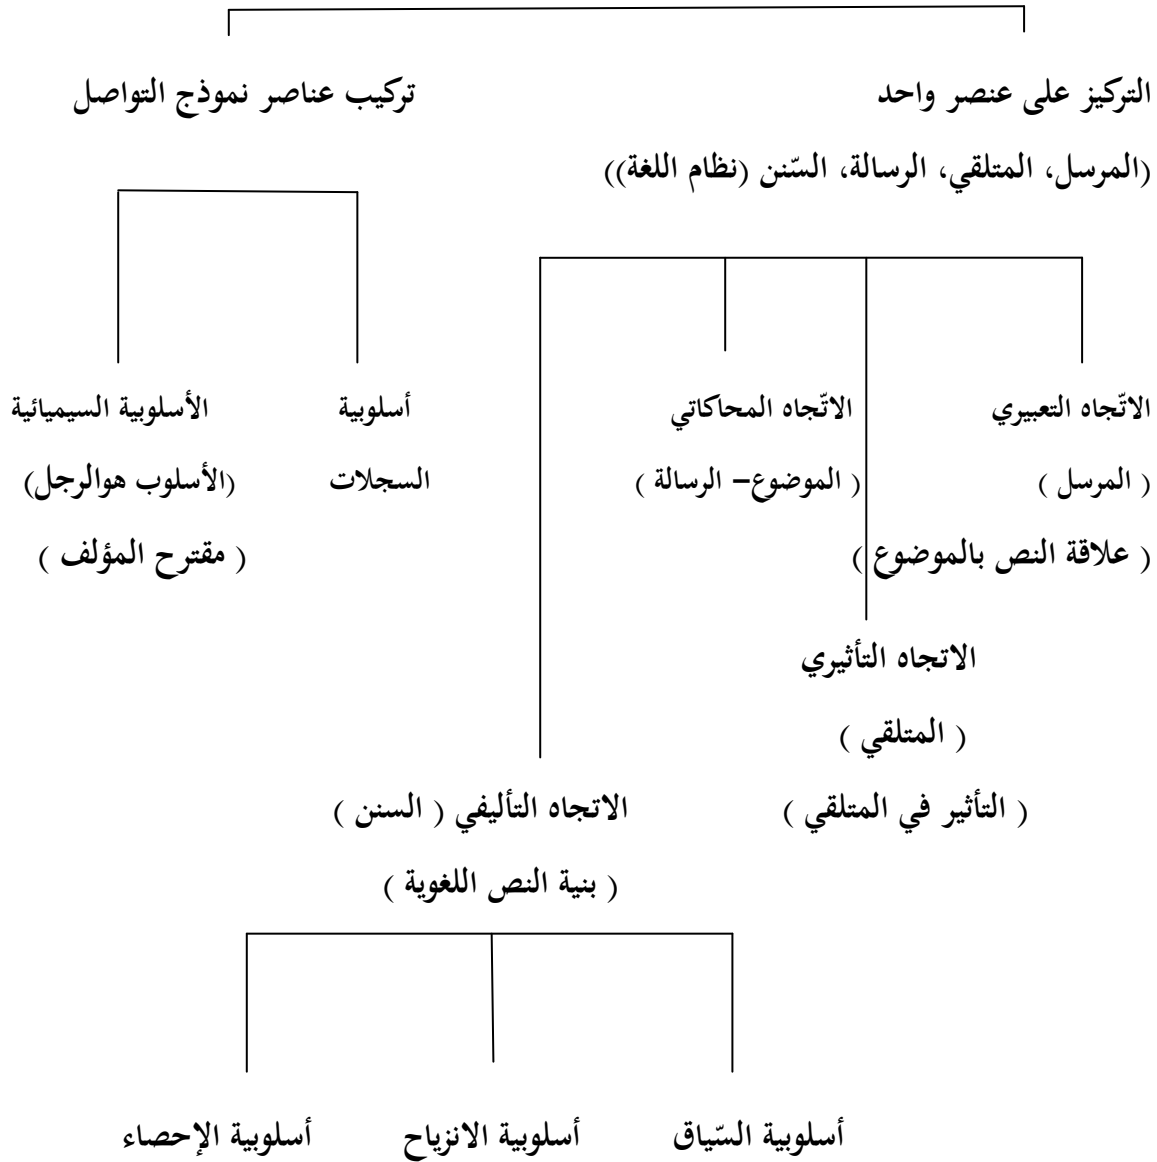 التركيز على عنصر واحد
تركيب عناصر نموذج التواصل
(المرسل، المتلقي، الرسالة، السّنن (نظام اللغة))
الاتّجاه التعبيري
الاتّجاه المحاكاتي
أسلوبية
الأسلوبية السيميائية
( المرسل )
( الموضوع– الرسالة )
السجلات
(الأسلوب هوالرجل)
( علاقة النص بالموضوع )
( مقترح المؤلف )
الاتجاه التأثيري
( المتلقي )
( التأثير في المتلقي )
الاتجاه التأليفي ( السنن )
( بنية النص اللغوية )
أسلوبية السّياق
أسلوبية الانزياح
أسلوبية الإحصاء